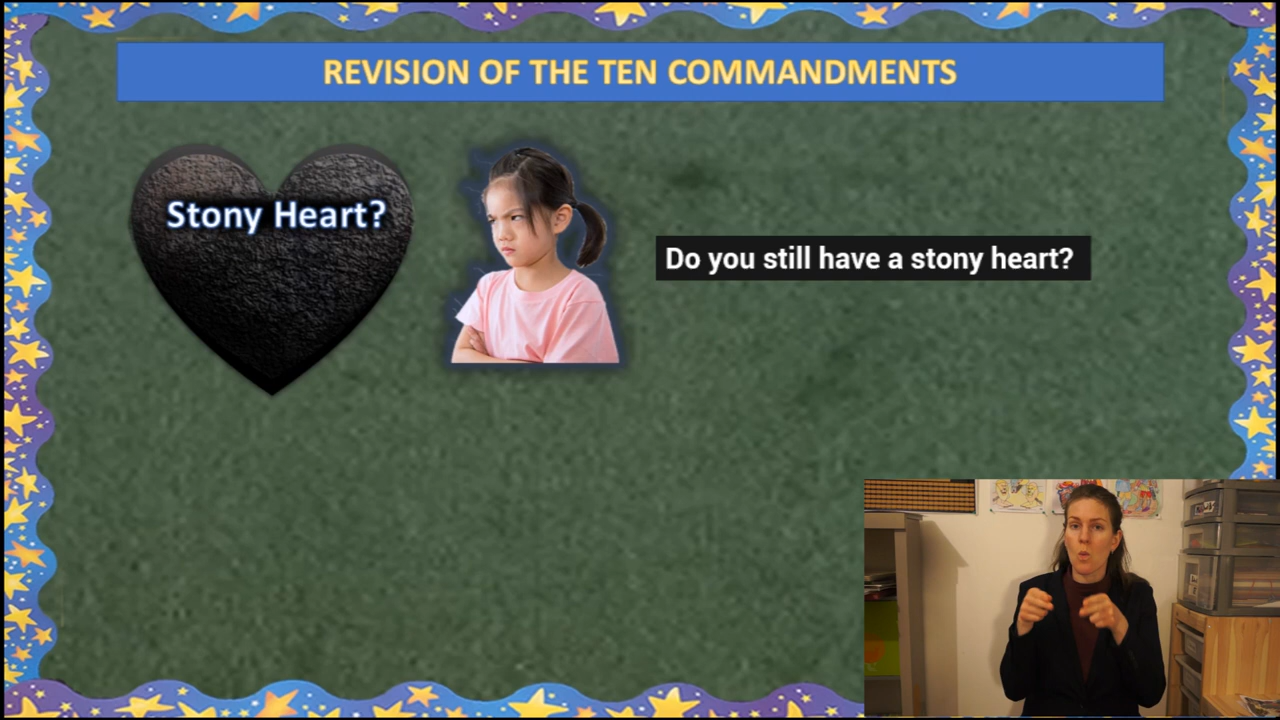 REVISION OF THE TEN COMMANDMENTS
Stony Heart?
Do you still have a stony heart?